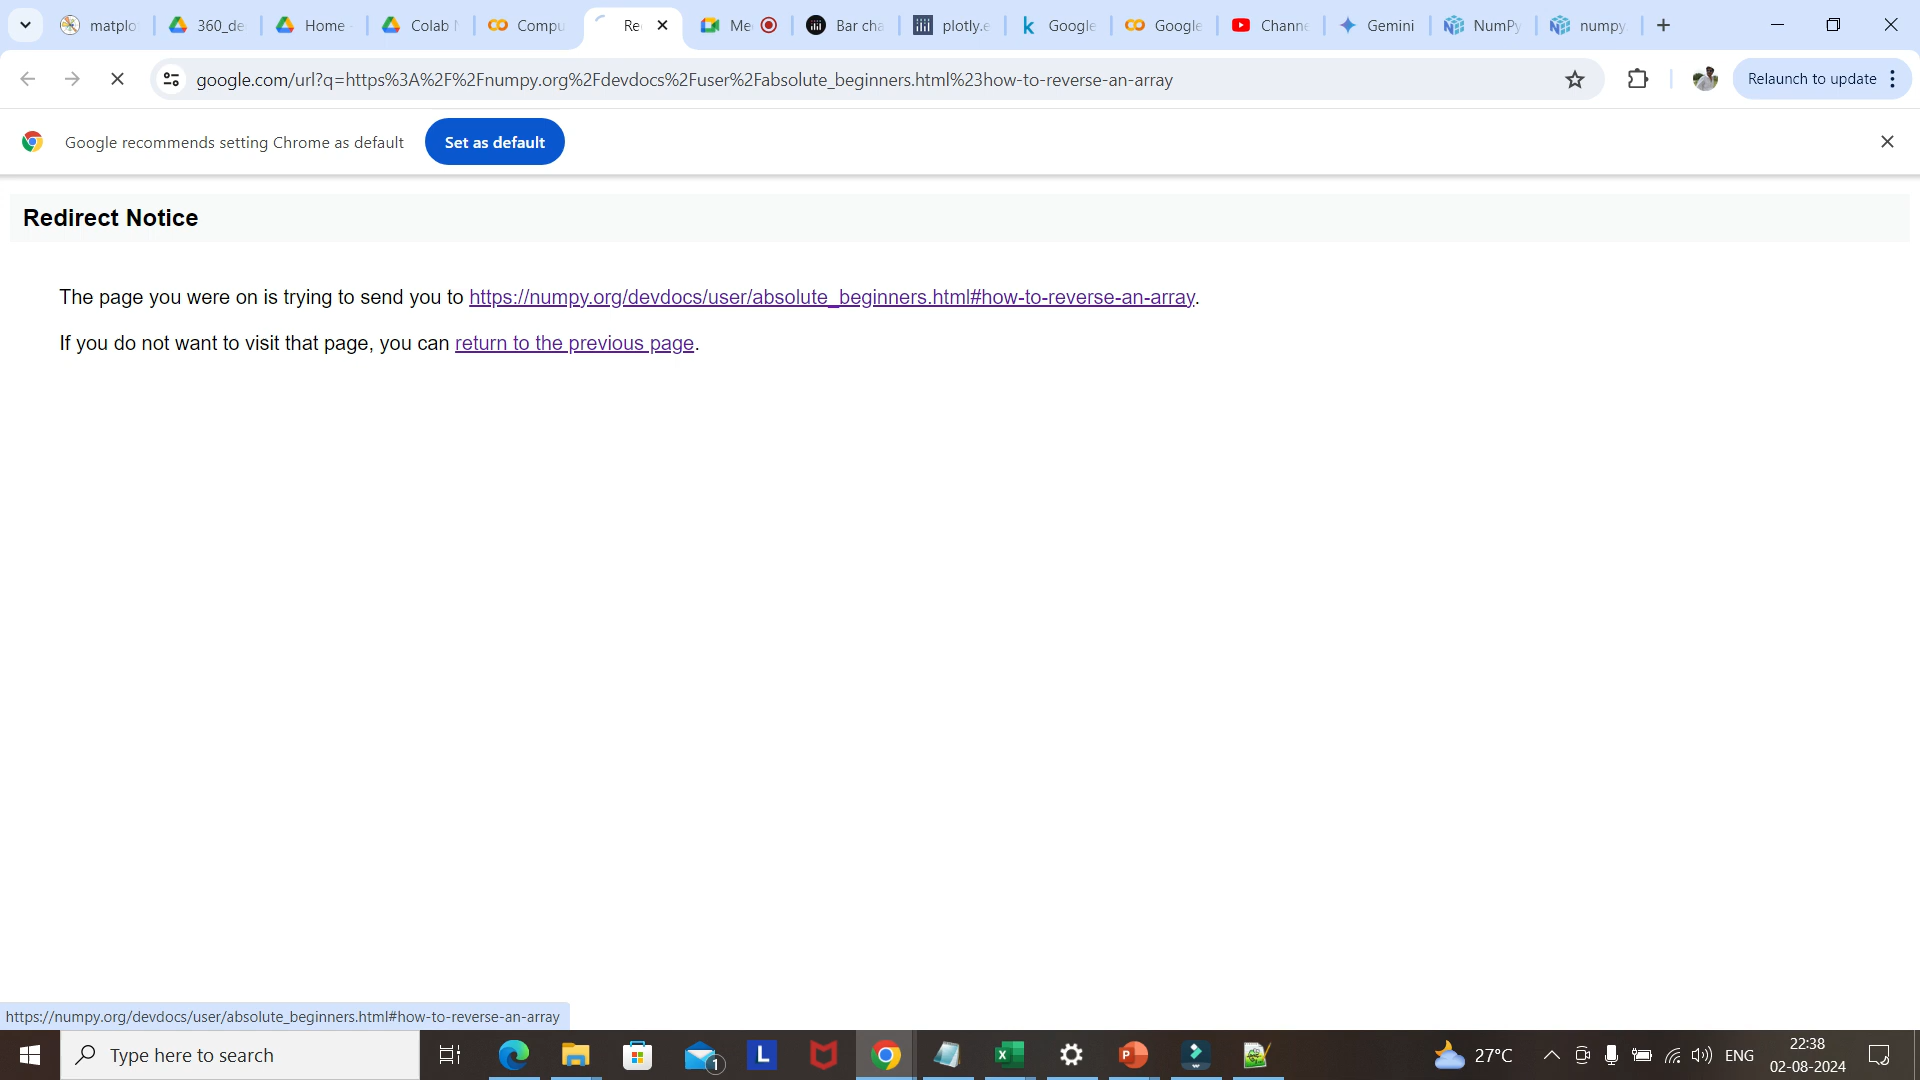 matplo
360_de
Home
Colab
Compu
Re
Me
Bar cha
plotly.e
Google
Google
Channe
Gemini
NumPy
numpy
google.com/url?q=https%3A%2F%2Fnumpy.org%2Fdevdocs%2Fuser%2Fabsolute_beginners.html%23how-to-reverse-an-array
Relaunch to update
Google recommends setting Chrome as default
Set as default
Redirect Notice
The page you were on is trying to send you to https://numpy.org/devdocs/user/absolute_beginners.html#how-to-reverse-an-array.
If you do not want to visit that page, you can return to the previous page.
https://numpy.org/devdocs/user/absolute_beginners.html#how-to-reverse-an-array
Type here to search
1
L
27°C
ENG
22:38
02-08-2024